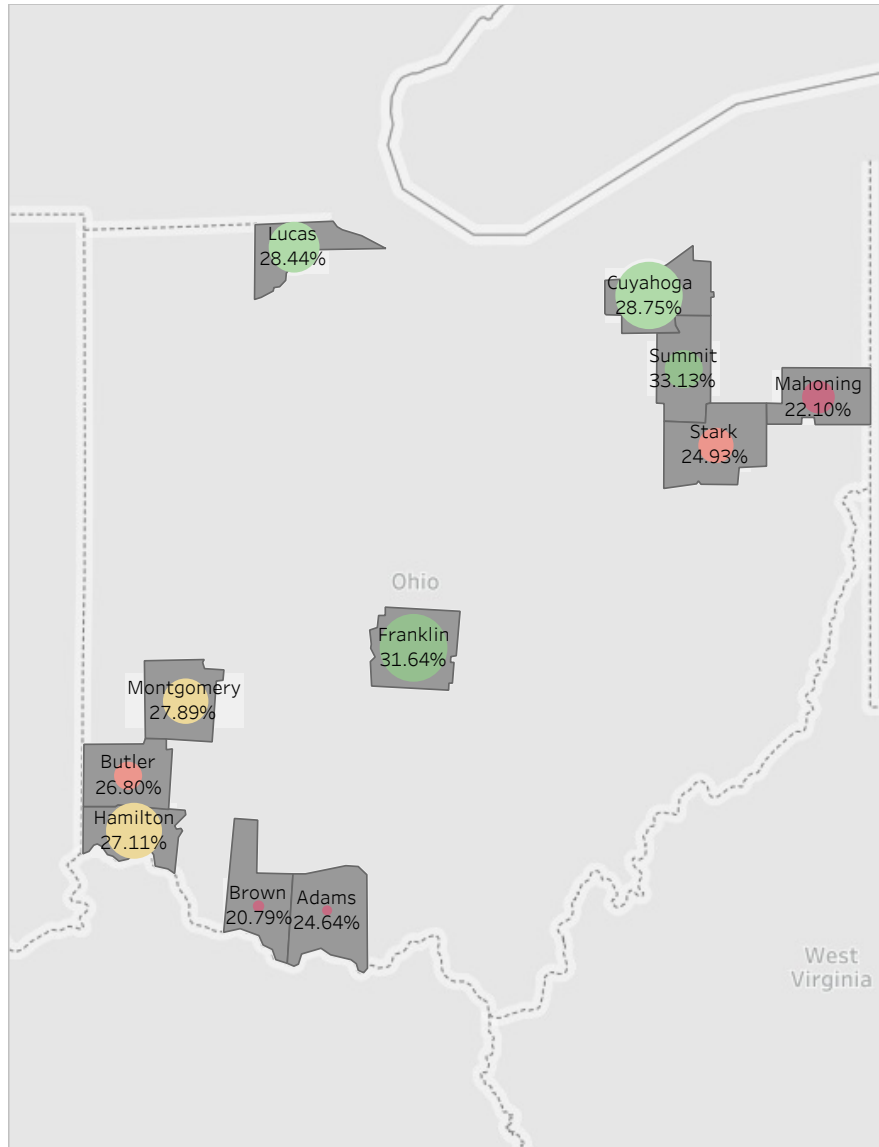 Lucas
28.44%
Cuyahoga
28.75%
Summit
33.13%
Mahoning
22.10%
Stark
24.93%
Ohio
Franklin
31.64%
Montgomery
27.89%
Butler
26.80%
Hamilton
27.11%
Brown
20.79%
Adams
24.64%
West
Virginia